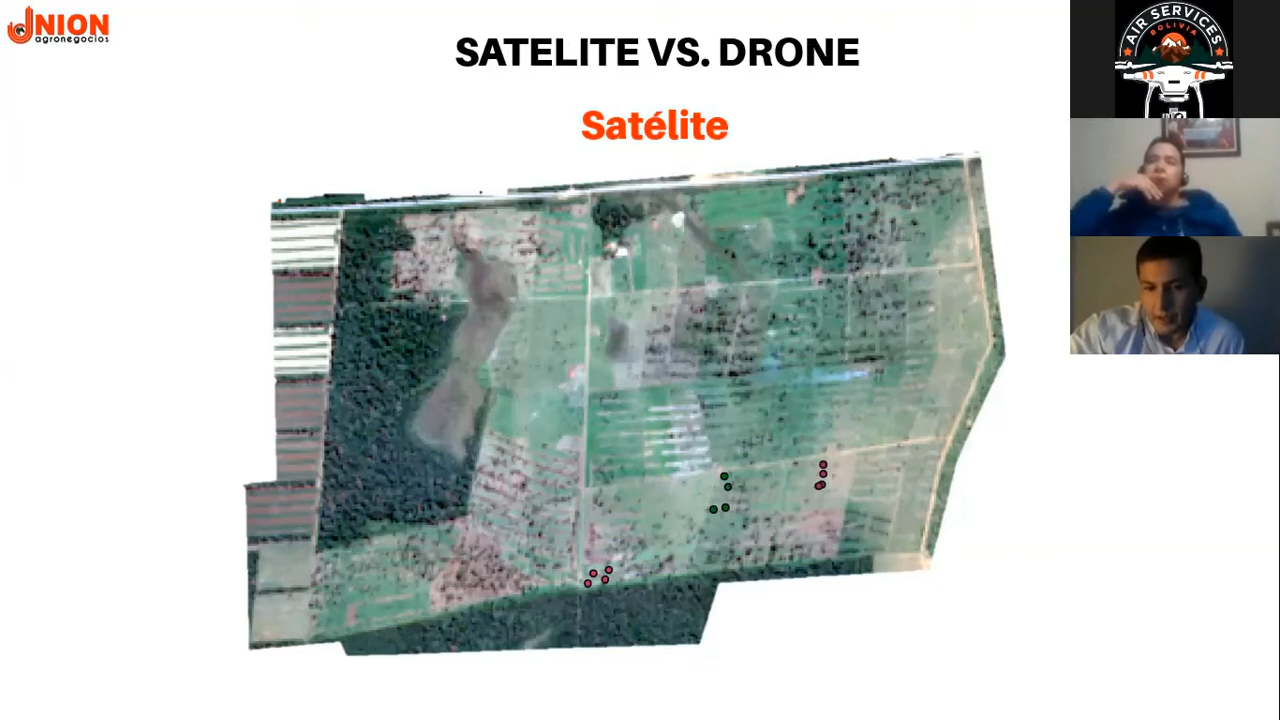 UNION
agronegocios
SATELITE VS. DRONE
Satélite
AIR SERVICES
BOLIVIA